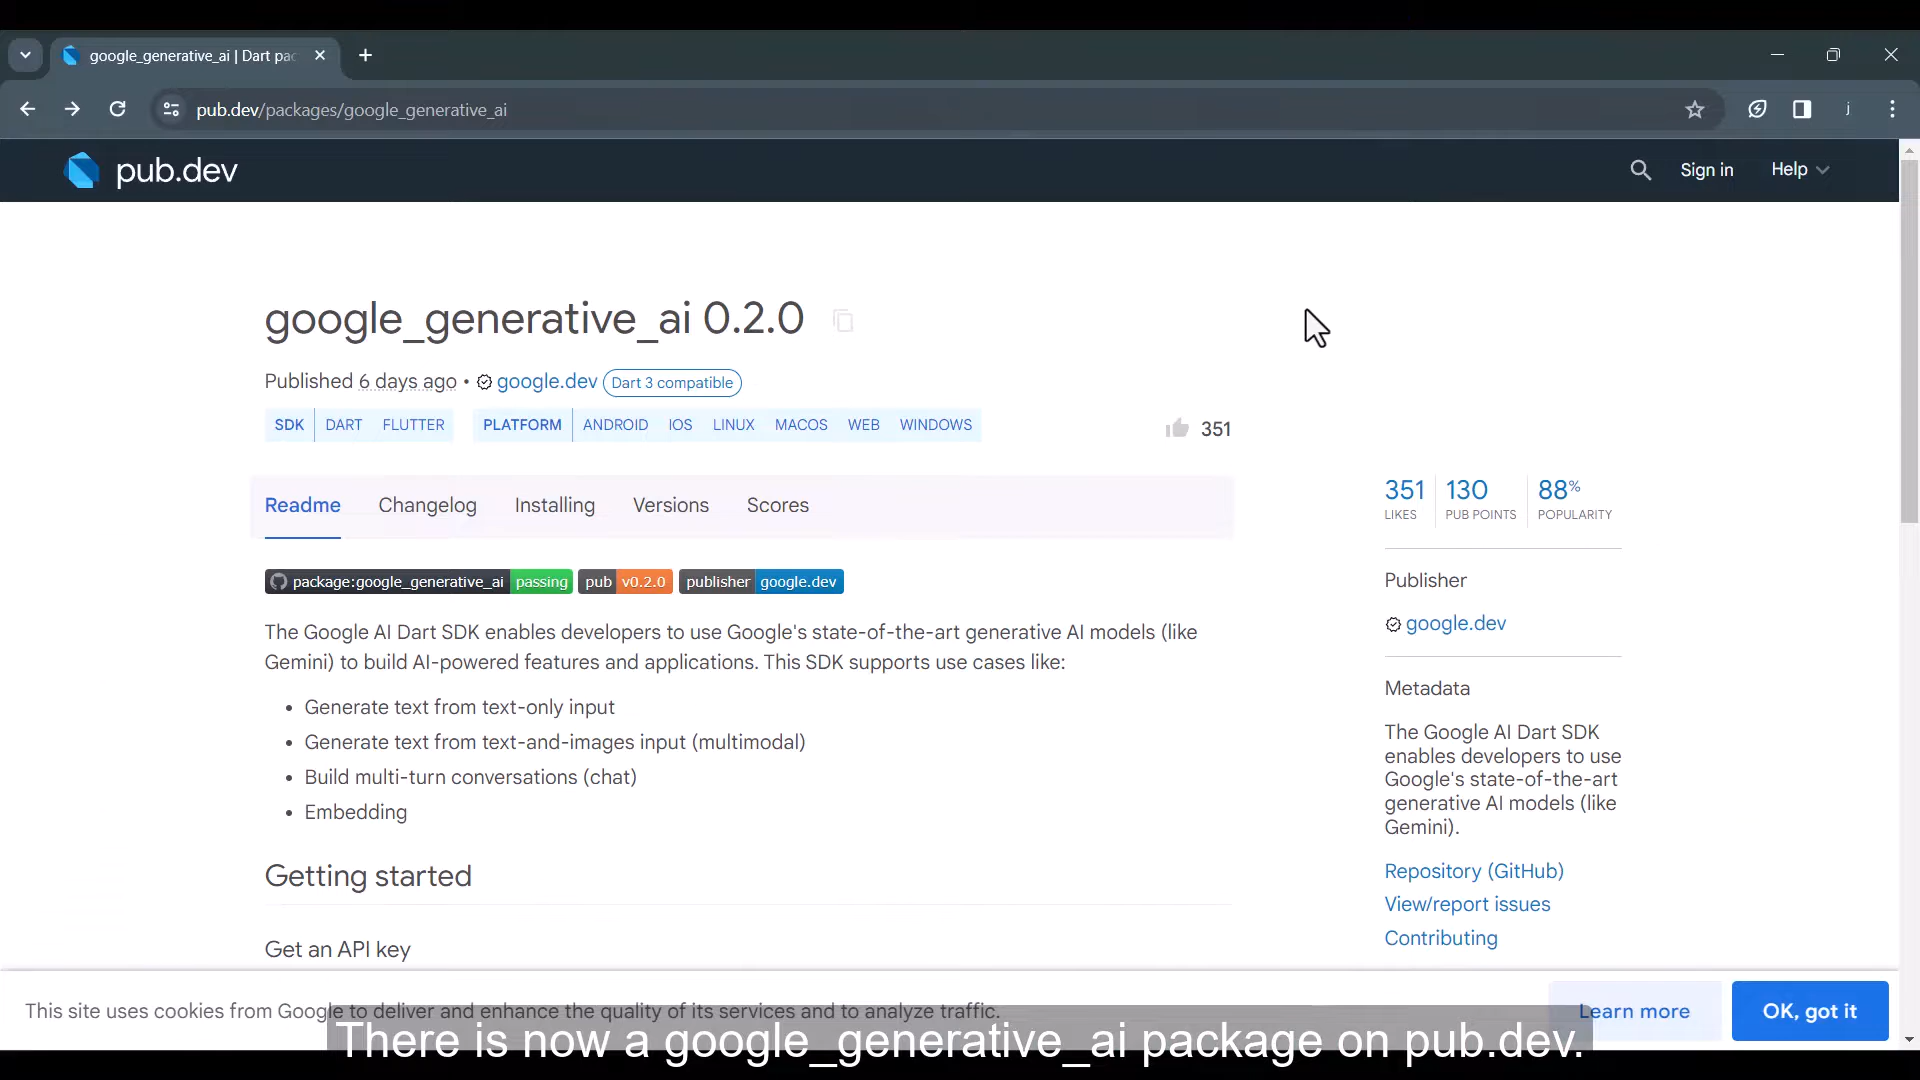 google_generative_ai | Dart pac
pub.dev/packages/google_generative_ai
j
pub.dev
Sign in
Help
google_generative_ai 0.2.0
Published 6 days ago • google.dev Dart 3 compatible
SDK DART FLUTTER PLATFORM ANDROID IOS LINUX MACOS WEB WINDOWS
351
Readme Changelog Installing Versions Scores
351 LIKES
130 PUB POINTS
88% POPULARITY
package:google_generative_ai passing pub v0.2.0 publisher google.dev
The Google AI Dart SDK enables developers to use Google's state-of-the-art generative AI models (like
Gemini) to build AI-powered features and applications. This SDK supports use cases like:
• Generate text from text-only input
• Generate text from text-and-images input (multimodal)
• Build multi-turn conversations (chat)
• Embedding
Getting started
Get an API key
Publisher
google.dev
Metadata
The Google AI Dart SDK
enables developers to use
Google's state-of-the-art
generative AI models (like
Gemini).
Repository (GitHub)
View/report issues
Contributing
This site uses cookies from Google to deliver and enhance the quality of its services and to analyze traffic.
Learn more
OK, got it
There is now a google_generative_ai package on pub.dev.